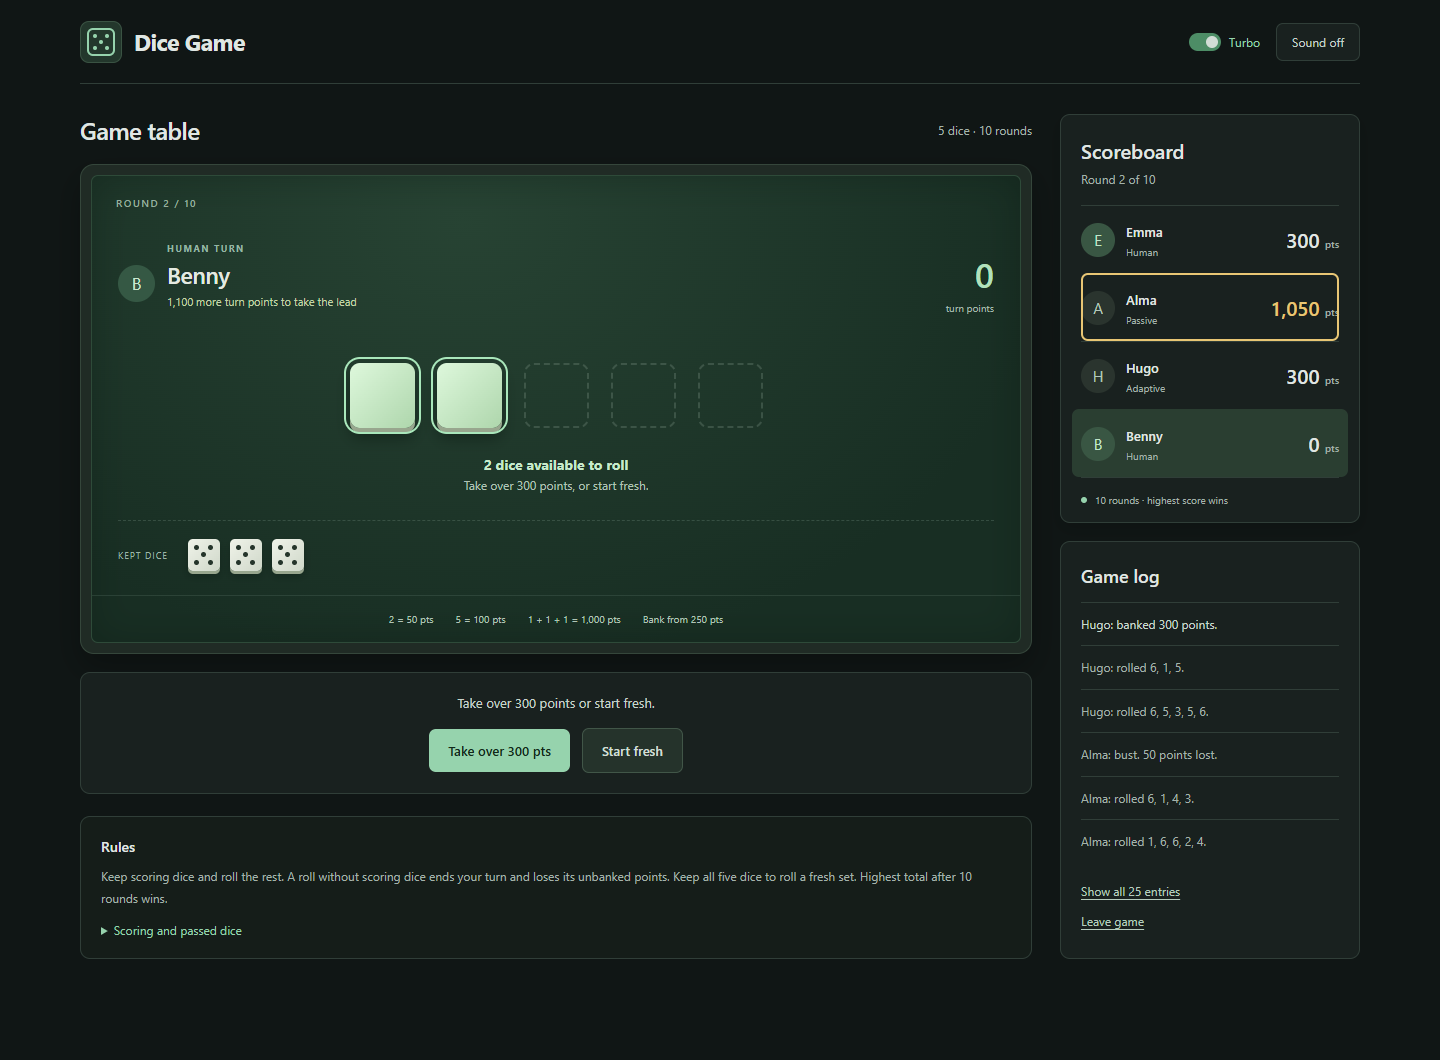 Dice Game
Turbo
Sound off
Game table
5 dice · 10 rounds
ROUND 2 / 10
HUMAN TURN
B
Benny
1,100 more turn points to take the lead
0
turn points
2 dice available to roll
Take over 300 points, or start fresh.
KEPT DICE
2 = 50 pts
5 = 100 pts
1 + 1 + 1 = 1,000 pts
Bank from 250 pts
Take over 300 points or start fresh.
Take over 300 pts
Start fresh
Rules
Keep scoring dice and roll the rest. A roll without scoring dice ends your turn and loses its unbanked points. Keep all five dice to roll a fresh set. Highest total after 10
rounds wins.
Scoring and passed dice
Scoreboard
Round 2 of 10
E
Emma
Human
300 pts
A
Alma
Passive
1,050 pts
H
Hugo
Adaptive
300 pts
B
Benny
Human
0 pts
10 rounds · highest score wins
Game log
Hugo: banked 300 points.
Hugo: rolled 6, 1, 5.
Hugo: rolled 6, 5, 3, 5, 6.
Alma: bust. 50 points lost.
Alma: rolled 6, 1, 4, 3.
Alma: rolled 1, 6, 6, 2, 4.
Show all 25 entries
Leave game